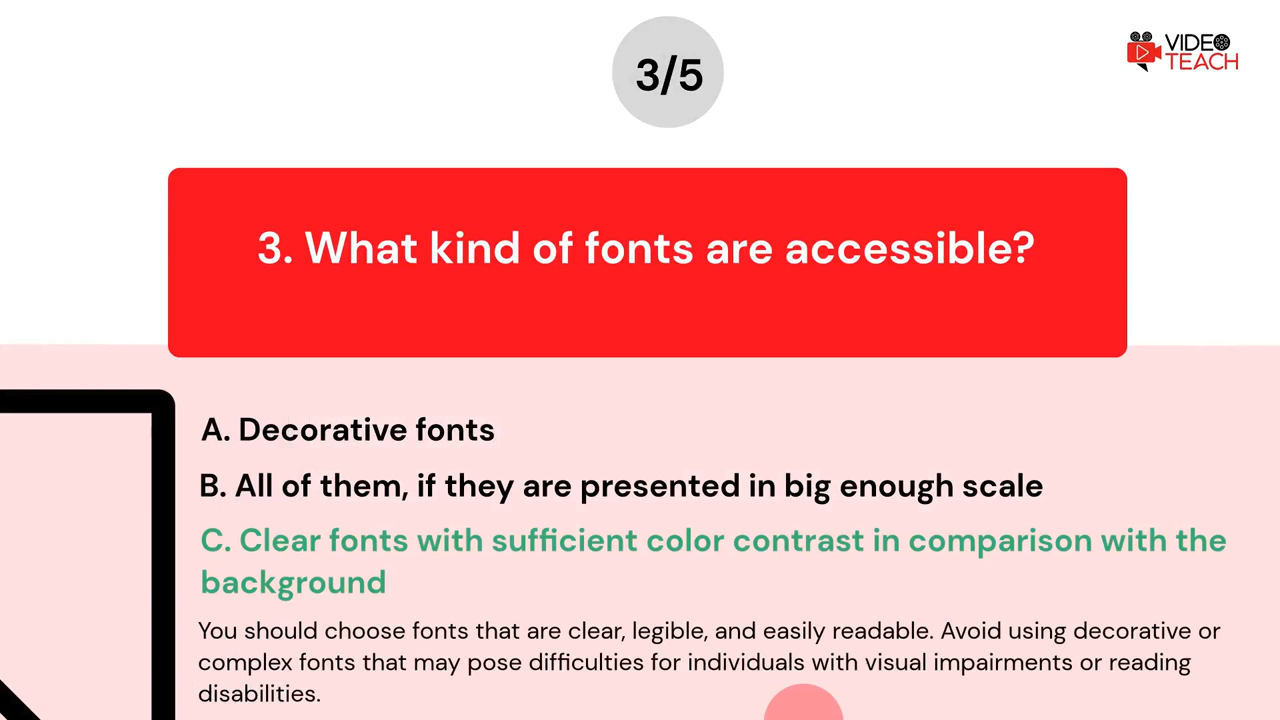 3/5
VIDEO
TEACH
3. What kind of fonts are accessible?
A. Decorative fonts
B. All of them, if they are presented in big enough scale
C. Clear fonts with sufficient color contrast in comparison with the
background
You should choose fonts that are clear, legible, and easily readable. Avoid using decorative or
complex fonts that may pose difficulties for individuals with visual impairments or reading
disabilities.